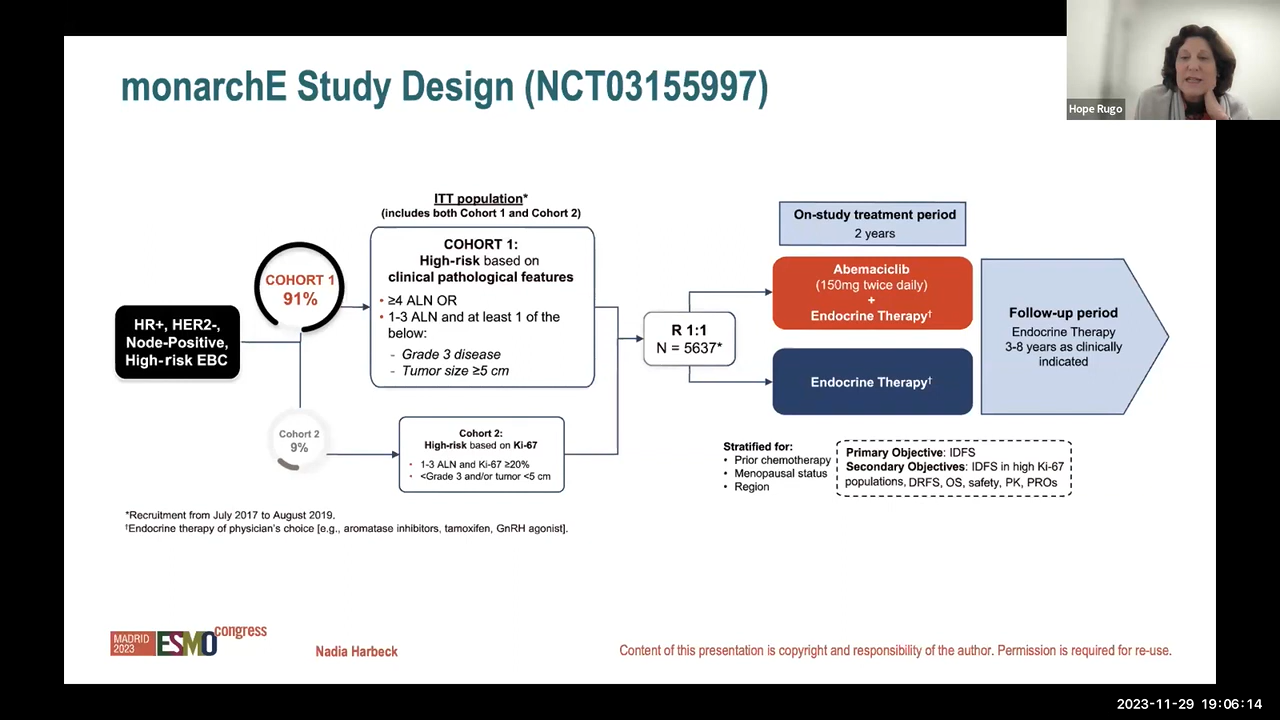 monarchE Study Design (NCT03155997)
Hope Rugo
ITT population*
(includes both Cohort 1 and Cohort 2)
HR+, HER2-,
Node-Positive,
High-risk EBC
COHORT 1
91%
COHORT 1:
High-risk based on
clinical pathological features
• ≥4 ALN OR
• 1-3 ALN and at least 1 of the
below:
- Grade 3 disease
- Tumor size ≥5 cm
Cohort 2
9%
Cohort 2:
High-risk based on Ki-67
• 1-3 ALN and Ki-67 ≥20%
• <Grade 3 and/or tumor <5 cm
R 1:1
N = 5637*
On-study treatment period
2 years
Abemaciclib
(150mg twice daily)
+
Endocrine Therapy†
Endocrine Therapy†
Follow-up period
Endocrine Therapy
3-8 years as clinically
indicated
Stratified for:
• Prior chemotherapy
• Menopausal status
• Region
Primary Objective: IDFS
Secondary Objectives: IDFS in high Ki-67
populations, DRFS, OS, safety, PK, PROs
*Recruitment from July 2017 to August 2019.
†Endocrine therapy of physician's choice [e.g., aromatase inhibitors, tamoxifen, GnRH agonist].
MADRID
2023
ESMO congress
Nadia Harbeck
Content of this presentation is copyright and responsibility of the author. Permission is required for re-use.
2023-11-29 19:06:14